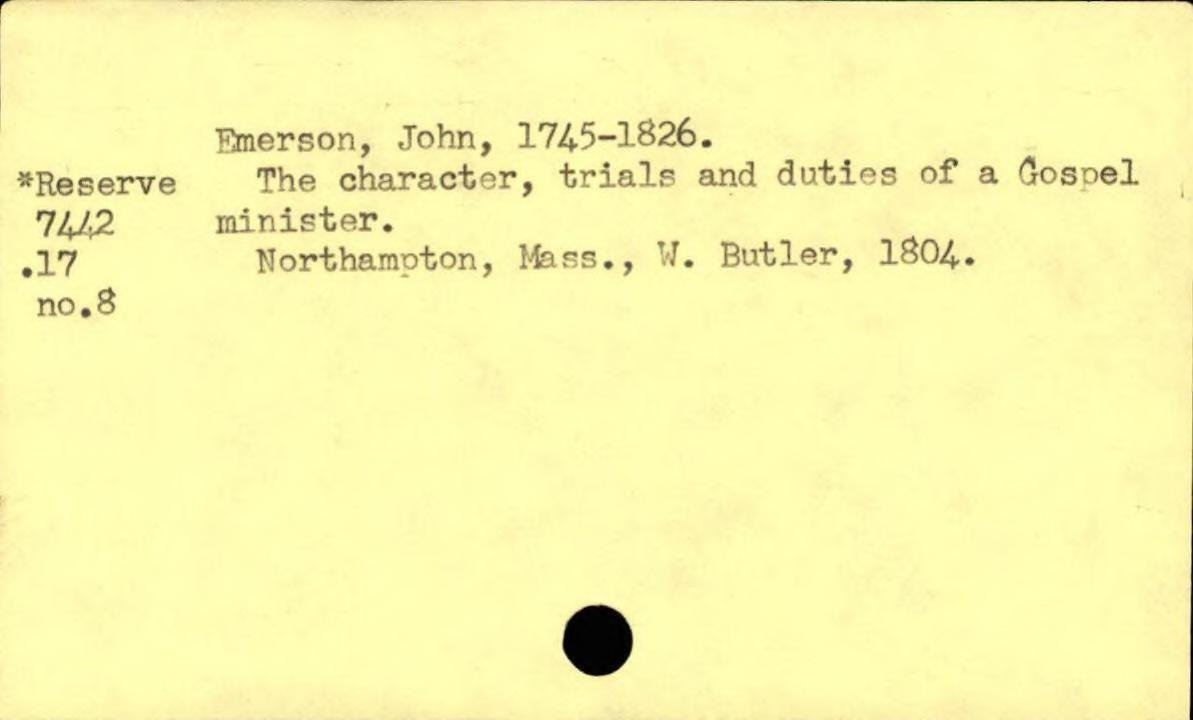 Emerson, John, 1745-1826.
*Reserve The character, trials and duties of a Gospel
7442 minister.
.17 Northampton, Mass., W. Butler, 1804.
no.8